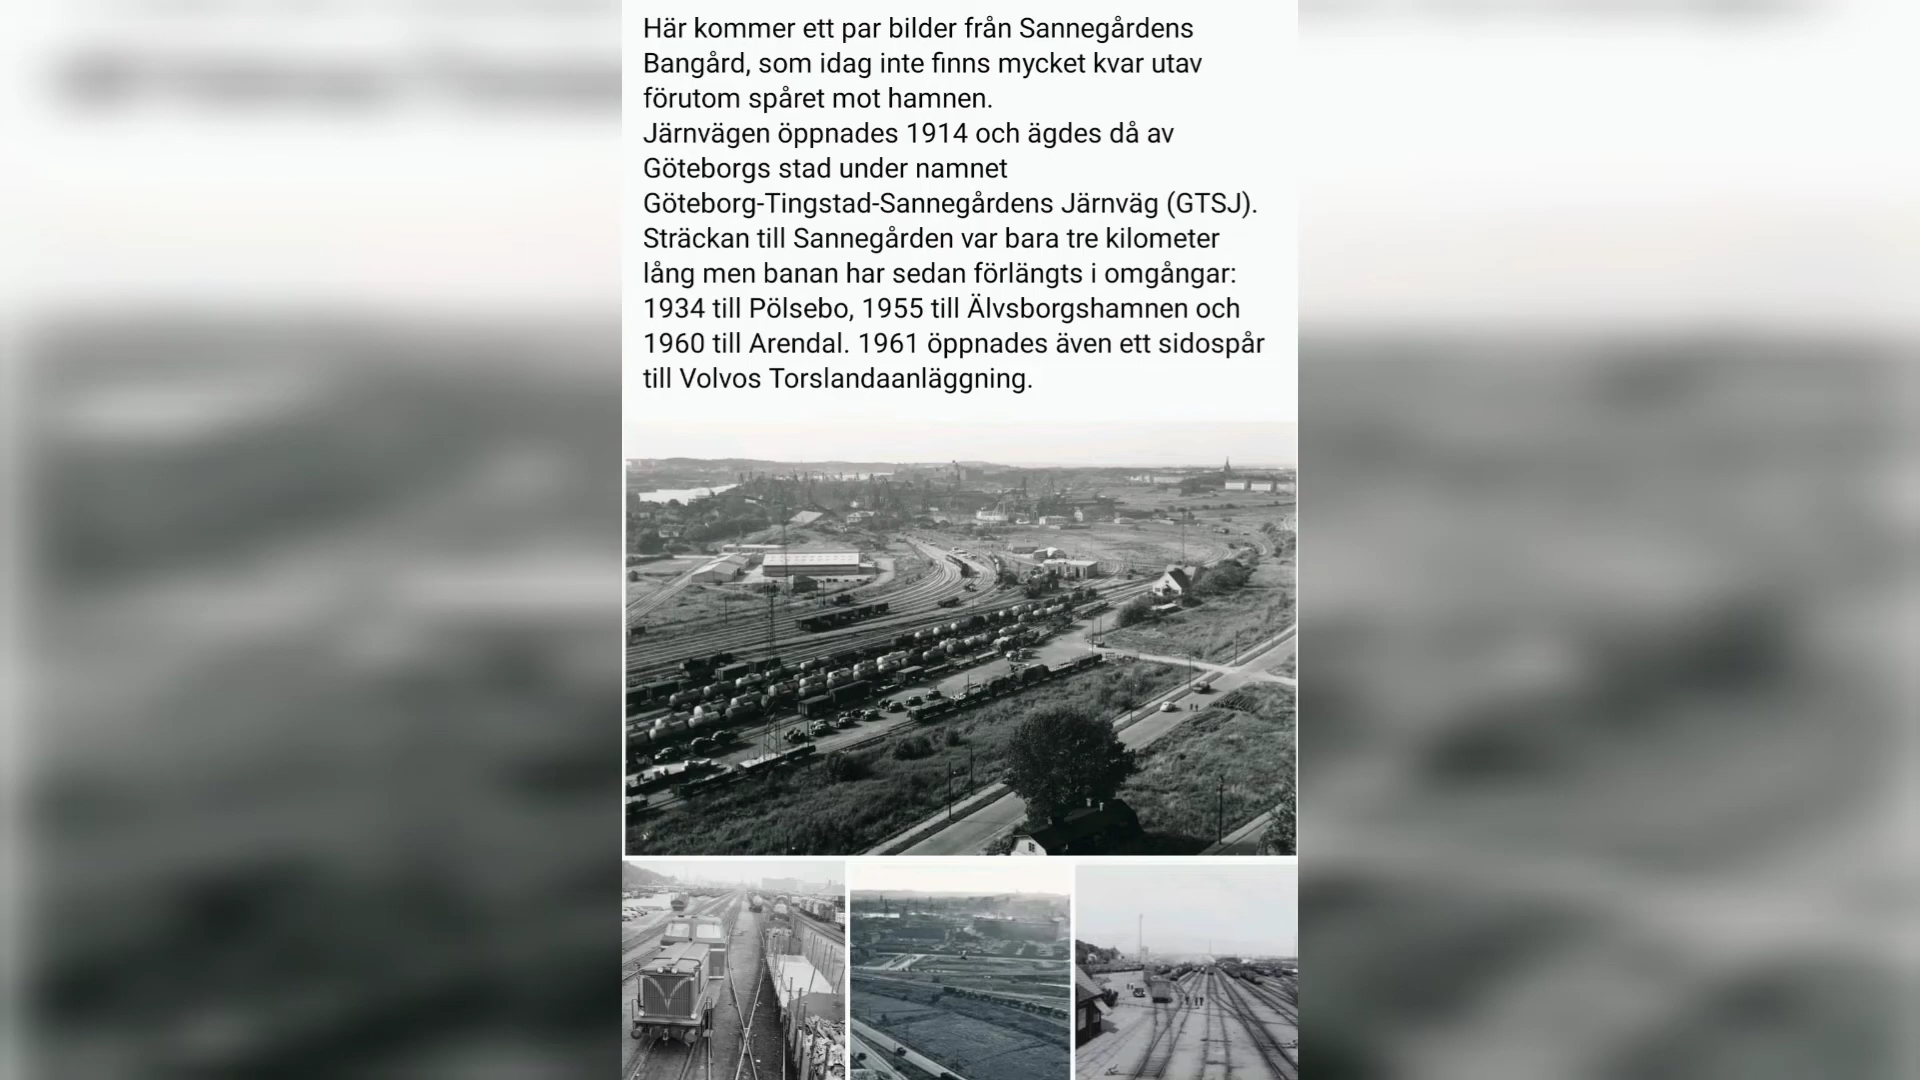 Här kommer ett par bilder från Sannegårdens
Bangård, som idag inte finns mycket kvar utav
förutom spåret mot hamnen.
Järnvägen öppnades 1914 och ägdes då av
Göteborgs stad under namnet
Göteborg-Tingstad-Sannegårdens Järnväg (GTSJ).
Sträckan till Sannegården var bara tre kilometer
lång men banan har sedan förlängts i omgångar:
1934 till Pölsebo, 1955 till Älvsborgshamnen och
1960 till Arendal. 1961 öppnades även ett sidospår
till Volvos Torslandaanläggning.